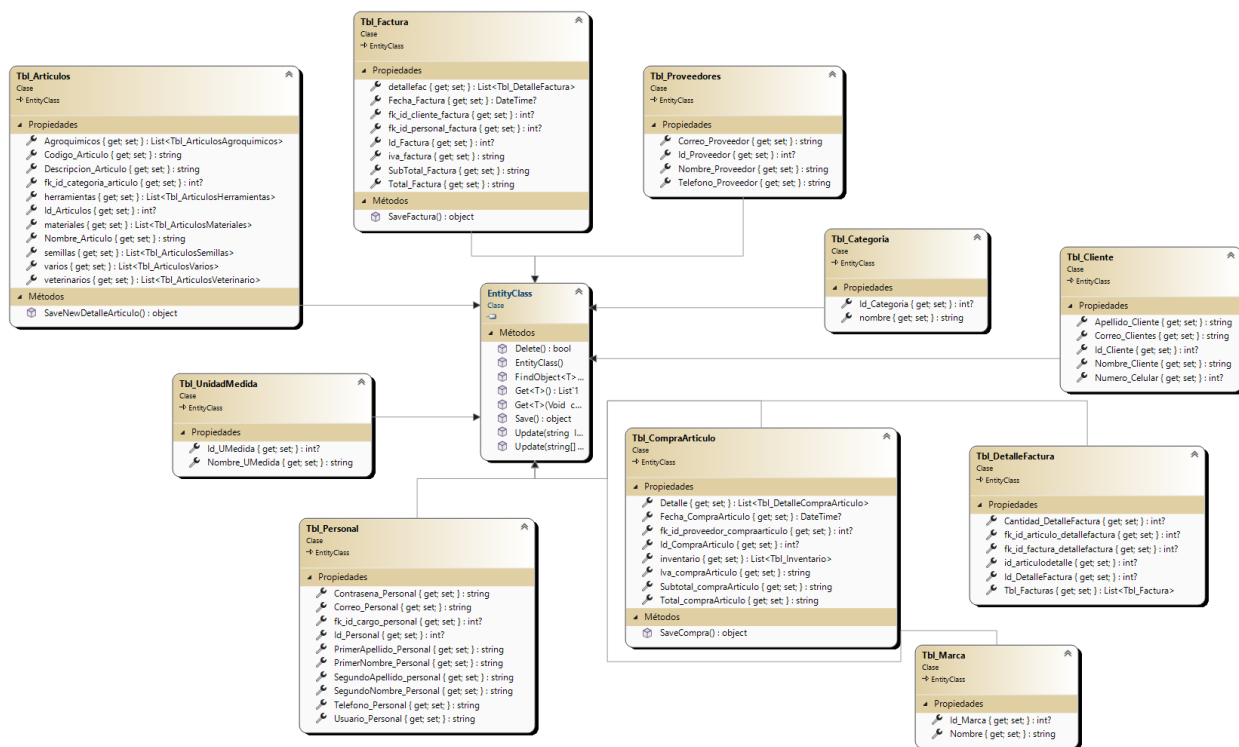 Tbl_Factura
Clase
EntityClass
Propiedades
detallefac { get; set; } : List<Tbl_DetalleFactura>
Fecha_Factura { get; set; } : DateTime?
fk_id_cliente_factura { get; set; } : int?
fk_id_personal_factura { get; set; } : int?
Id_Factura { get; set; } : int?
iva_factura { get; set; } : string
SubTotal_Factura { get; set; } : string
Total_Factura { get; set; } : string
Métodos
SaveFactura() : object
Tbl_Articulos
Clase
EntityClass
Propiedades
Agroquimicos { get; set; } : List<Tbl_ArticulosAgroquimicos>
Codigo_Articulo { get; set; } : string
Descripcion_Articulo { get; set; } : string
fk_id_categoria_articulo { get; set; } : int?
herramientas { get; set; } : List<Tbl_ArticulosHerramientas>
Id_Articulos { get; set; } : int?
materiales { get; set; } : List<Tbl_ArticulosMateriales>
Nombre_Articulo { get; set; } : string
semillas { get; set; } : List<Tbl_ArticulosSemillas>
varios { get; set; } : List<Tbl_ArticulosVarios>
veterinarios { get; set; } : List<Tbl_ArticulosVeterinario>
Métodos
SaveNewDetalleArticulo() : object
Tbl_Proveedores
Clase
EntityClass
Propiedades
Correo_Proveedor { get; set; } : string
Id_Proveedor { get; set; } : int?
Nombre_Proveedor { get; set; } : string
Telefono_Proveedor { get; set; } : string
Tbl_Categoria
Clase
EntityClass
Propiedades
Id_Categoria { get; set; } : int?
nombre { get; set; } : string
Tbl_Cliente
Clase
EntityClass
Propiedades
Apellido_Cliente { get; set; } : string
Correo_Clientes { get; set; } : string
Id_Cliente { get; set; } : int?
Nombre_Cliente { get; set; } : string
Numero_Celular { get; set; } : int?
EntityClass
Clase
Métodos
Delete() : bool
EntityClass()
FindObject<T>...
Get<T>() : List`1
Get<T>(Void c...
Save() : object
Update(string I...
Update(string[] ...
Tbl_UnidadMedida
Clase
EntityClass
Propiedades
Id_UMedida { get; set; } : int?
Nombre_UMedida { get; set; } : string
Tbl_CompraArticulo
Clase
EntityClass
Propiedades
Detalle { get; set; } : List<Tbl_DetalleCompraArticulo>
Fecha_CompraArticulo { get; set; } : DateTime?
fk_id_proveedor_compraarticulo { get; set; } : int?
Id_CompraArticulo { get; set; } : int?
inventario { get; set; } : List<Tbl_Inventario>
Iva_compraArticulo { get; set; } : string
Subtotal_compraArticulo { get; set; } : string
Total_compraArticulo { get; set; } : string
Métodos
SaveCompra() : object
Tbl_DetalleFactura
Clase
EntityClass
Propiedades
Cantidad_DetalleFactura { get; set; } : int?
fk_id_articulo_detallefactura { get; set; } : int?
fk_id_factura_detallefactura { get; set; } : int?
id_articulodetalle { get; set; } : int?
Id_DetalleFactura { get; set; } : int?
Tbl_Facturas { get; set; } : List<Tbl_Factura>
Tbl_Personal
Clase
EntityClass
Propiedades
Contrasena_Personal { get; set; } : string
Correo_Personal { get; set; } : string
fk_id_cargo_personal { get; set; } : int?
Id_Personal { get; set; } : int?
PrimerApellido_Personal { get; set; } : string
PrimerNombre_Personal { get; set; } : string
SegundoApellido_personal { get; set; } : string
SegundoNombre_Personal { get; set; } : string
Telefono_Personal { get; set; } : string
Usuario_Personal { get; set; } : string
Tbl_Marca
Clase
EntityClass
Propiedades
Id_Marca { get; set; } : int?
Nombre { get; set; } : string